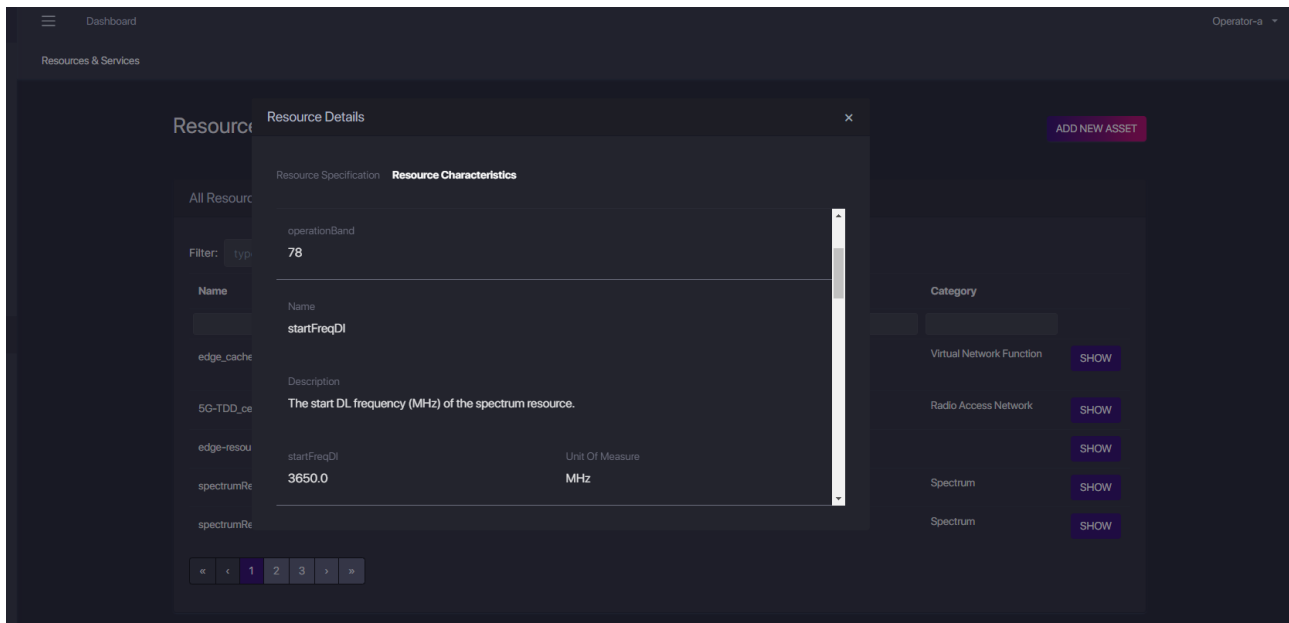 Dashboard
Operator-a
Resources & Services
Resource
ADD NEW ASSET
Resource Details
×
Resource Specification Resource Characteristics
All Resourc
operationBand
78
Filter: typ
Name
Category
Name
startFreqDl
edge_cache
Virtual Network Function
SHOW
Description
The start DL frequency (MHz) of the spectrum resource.
5G-TDD_ce
Radio Access Network
SHOW
edge-resou
SHOW
startFreqDl
Unit Of Measure
3650.0
MHz
spectrumRe
Spectrum
SHOW
spectrumRe
Spectrum
SHOW
« ‹ 1 2 3 › »